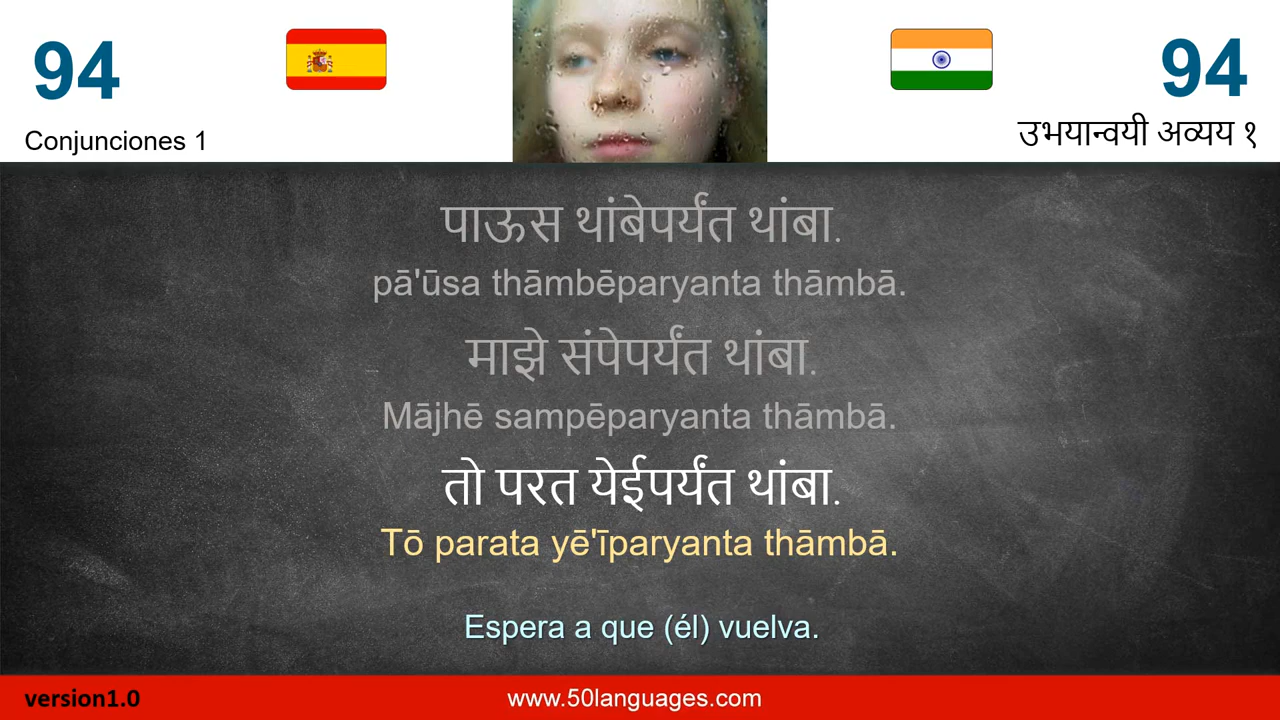 94
94
Conjunciones 1
उभयान्वयी अव्यय १
पाऊस थांबेपर्यंत थांबा.
pā'ūsa thāmbēparyanta thāmbā.
माझे संपेपर्यंत थांबा.
Mājhē sampēparyanta thāmbā.
तो परत येईपर्यंत थांबा.
Tō parata yē'īparyanta thāmbā.
Espera a que (él) vuelva.
version1.0
www.50languages.com